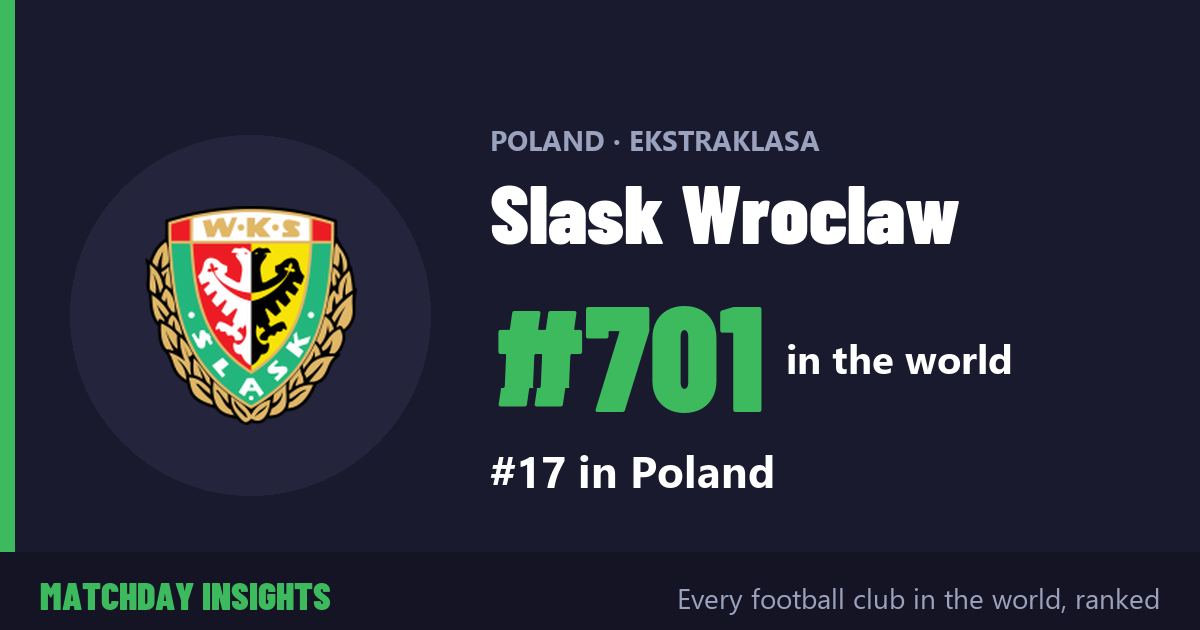 POLAND · EKSTRAKLASA
Slask Wroclaw
W·K·S
#701 in the world
· ŚLĄSK ·
#17 in Poland
MATCHDAY INSIGHTS
Every football club in the world, ranked